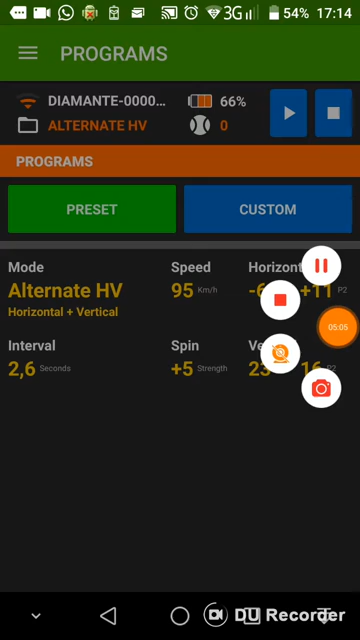 3G 54% 17:14
PROGRAMS
DIAMANTE-0000... 66%
ALTERNATE HV 0
PROGRAMS
PRESET CUSTOM
Mode Speed
Alternate HV 95 Km/h +11 P2
Horizontal + Vertical
05:05
Interval Spin
2,6 Seconds +5 Strength 23 16 P2
DU Recorder